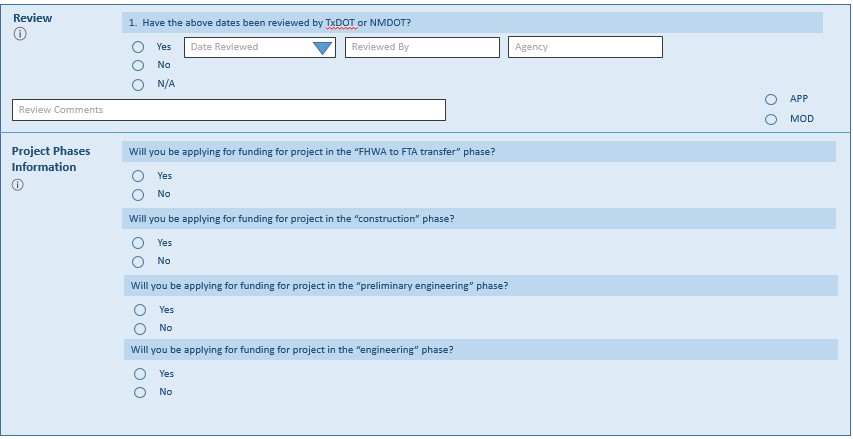 Review
1. Have the above dates been reviewed by TxDOT or NMDOT?
Yes
Date Reviewed
Reviewed By
Agency
No
N/A
Review Comments
APP
MOD
Project Phases
Information
Will you be applying for funding for project in the “FHWA to FTA transfer” phase?
Yes
No
Will you be applying for funding for project in the “construction” phase?
Yes
No
Will you be applying for funding for project in the “preliminary engineering” phase?
Yes
No
Will you be applying for funding for project in the “engineering” phase?
Yes
No